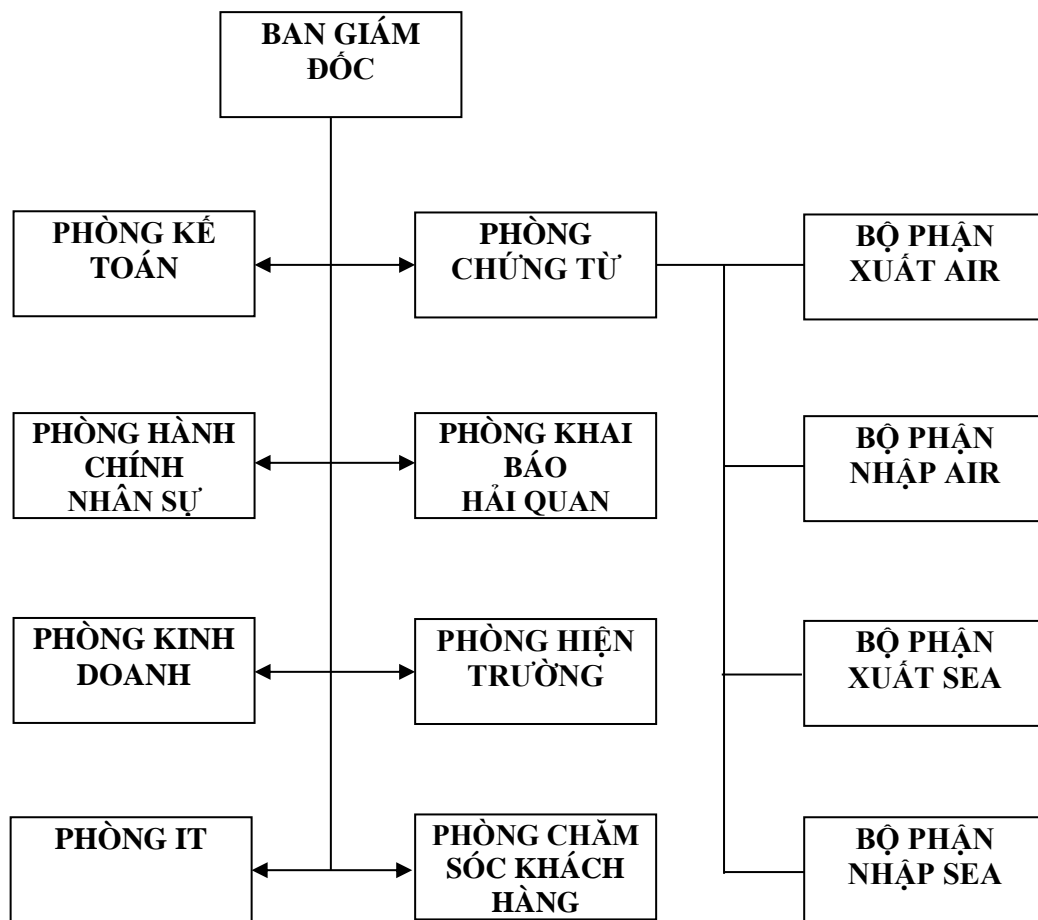 BAN GIÁM
ĐỐC
PHÒNG KẾ
TOÁN
PHÒNG
CHỨNG TỪ
BỘ PHẬN
XUẤT AIR
PHÒNG HÀNH
CHÍNH
NHÂN SỰ
PHÒNG KHAI
BÁO
HẢI QUAN
BỘ PHẬN
NHẬP AIR
PHÒNG KINH
DOANH
PHÒNG HIỆN
TRƯỜNG
BỘ PHẬN
XUẤT SEA
PHÒNG IT
PHÒNG CHĂM
SÓC KHÁCH
HÀNG
BỘ PHẬN
NHẬP SEA